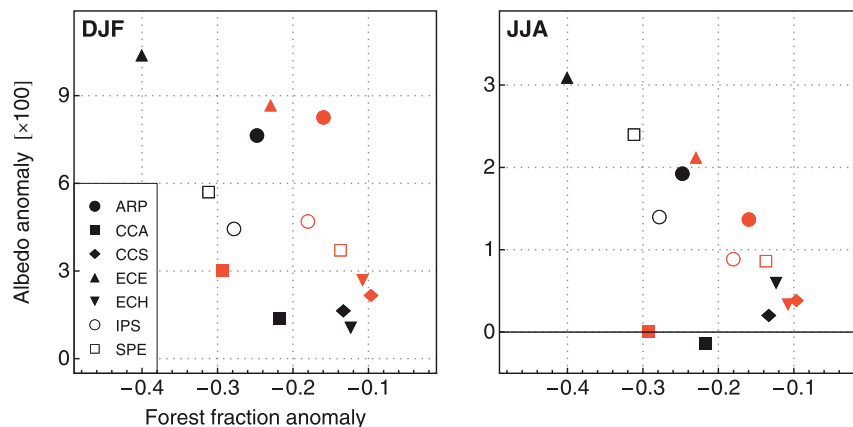 DJF
Albedo anomaly [×100]
9
6
3
0
ARP
CCA
CCS
ECE
ECH
IPS
SPE
−0.4 −0.3 −0.2 −0.1
Forest fraction anomaly
JJA
3
2
1
0
−0.4 −0.3 −0.2 −0.1